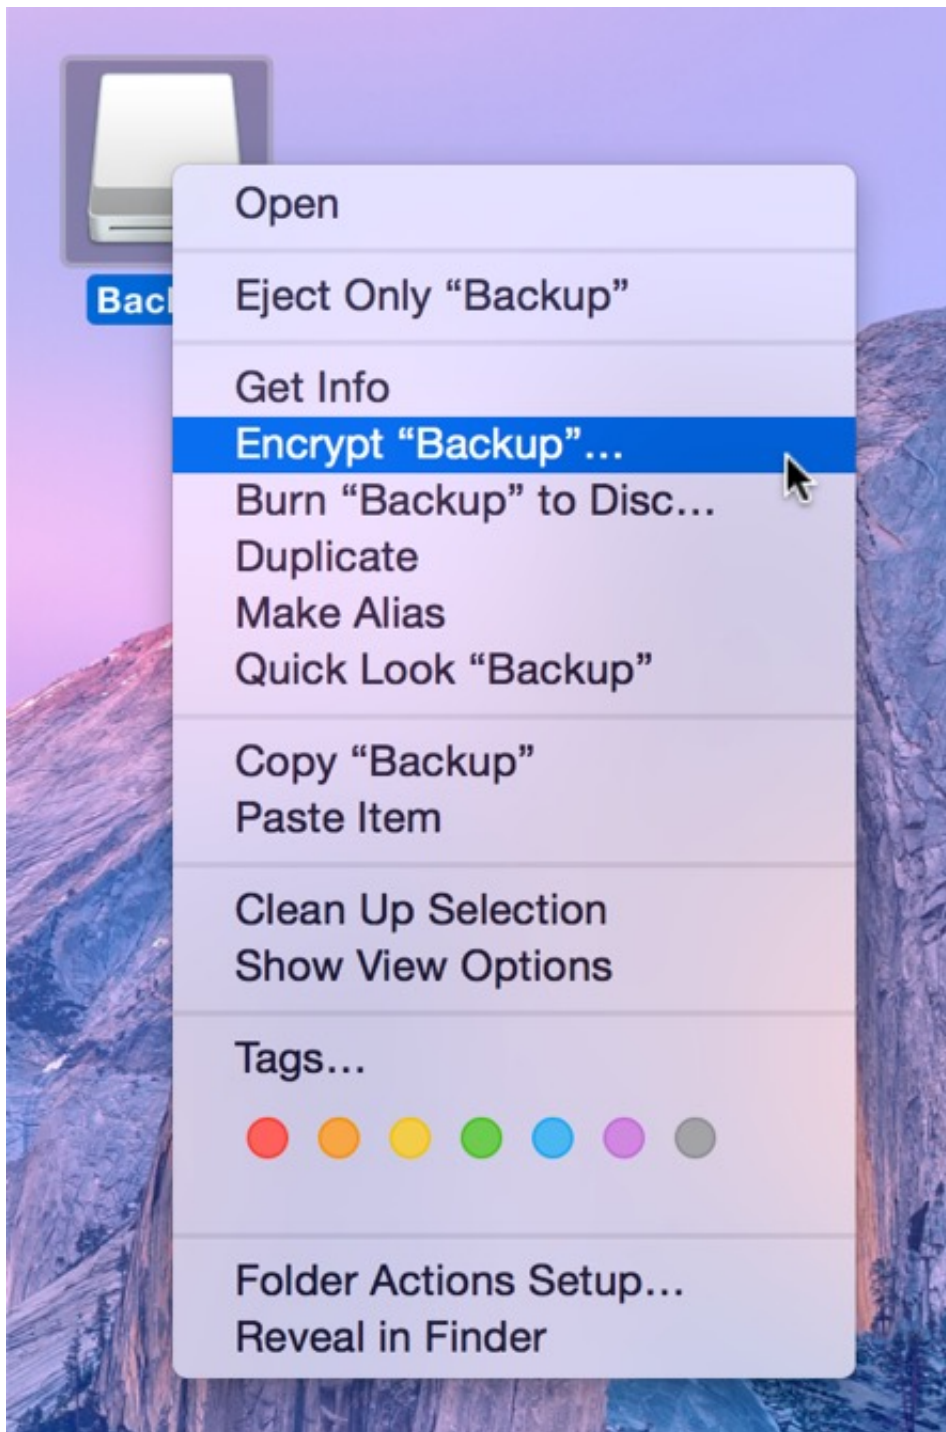 Open
Eject Only “Backup”
Get Info
Encrypt “Backup”...
Burn “Backup” to Disc...
Duplicate
Make Alias
Quick Look “Backup”
Copy “Backup”
Paste Item
Clean Up Selection
Show View Options
Tags...
Folder Actions Setup...
Reveal in Finder